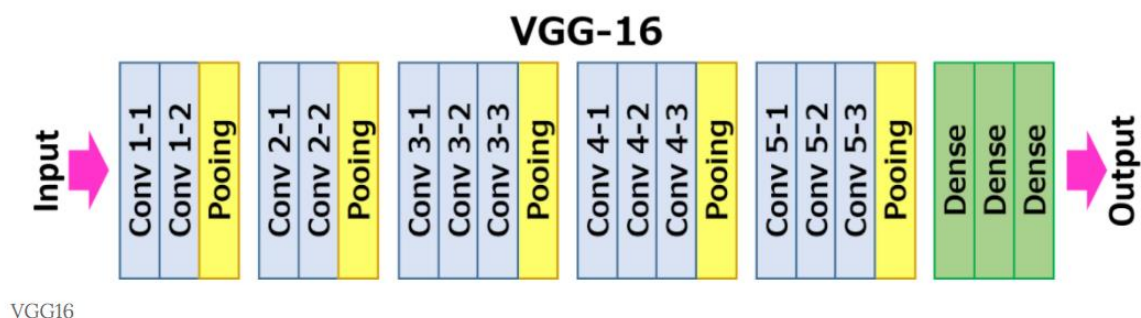 VGG-16
Input
Conv 1-1
Conv 1-2
Pooing
Conv 2-1
Conv 2-2
Pooing
Conv 3-1
Conv 3-2
Conv 3-3
Pooing
Conv 4-1
Conv 4-2
Conv 4-3
Pooing
Conv 5-1
Conv 5-2
Conv 5-3
Pooing
Dense
Dense
Dense
Output
VGG16